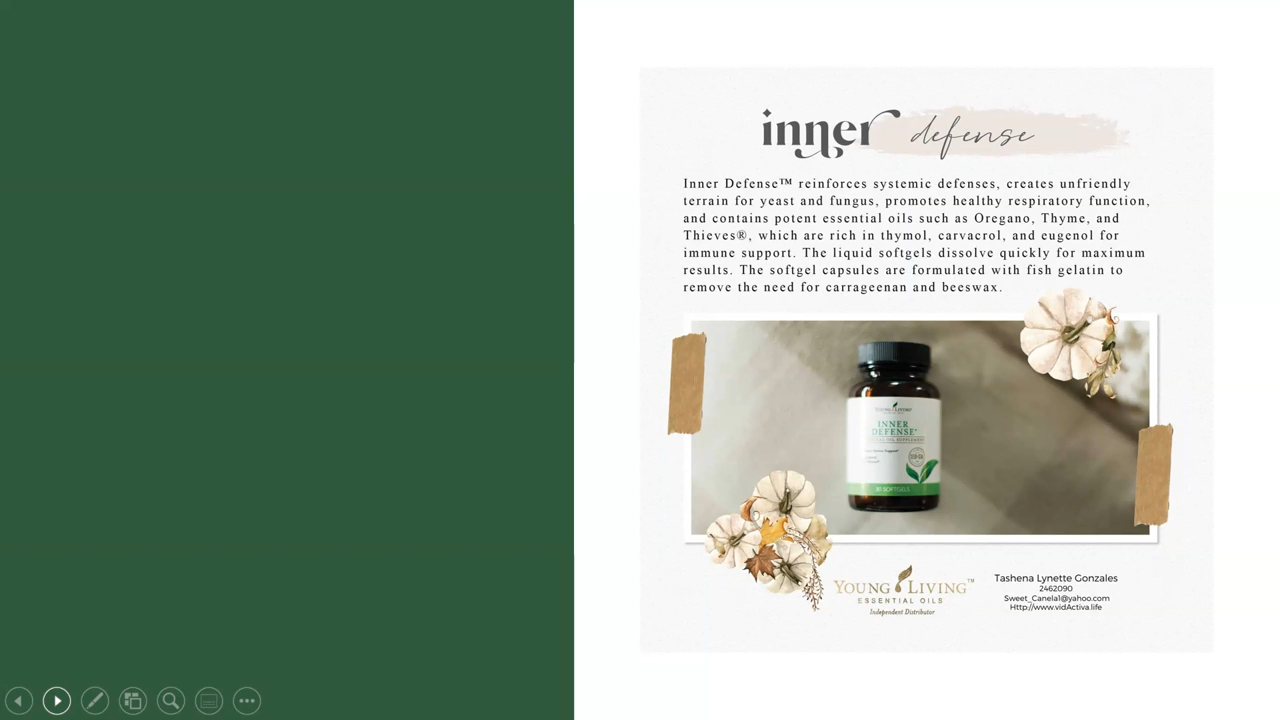 inner defense
Inner Defense™ reinforces systemic defenses, creates unfriendly
terrain for yeast and fungus, promotes healthy respiratory function,
and contains potent essential oils such as Oregano, Thyme, and
Thieves®, which are rich in thymol, carvacrol, and eugenol for
immune support. The liquid softgels dissolve quickly for maximum
results. The softgel capsules are formulated with fish gelatin to
remove the need for carrageenan and beeswax.
YOUNG LIVING
INNER
DEFENSE
30 SOFTGELS
YOUNG LIVING™
ESSENTIAL OILS
Independent Distributor
Tashena Lynette Gonzales
2462090
Sweet_Canela1@yahoo.com
Http://www.vidActiva.life